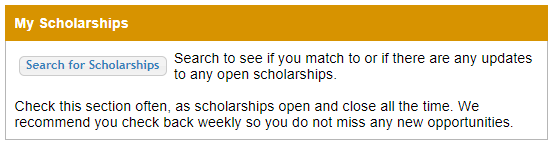 My Scholarships
Search for Scholarships
Search to see if you match to or if there are any updates
to any open scholarships.
Check this section often, as scholarships open and close all the time. We
recommend you check back weekly so you do not miss any new opportunities.